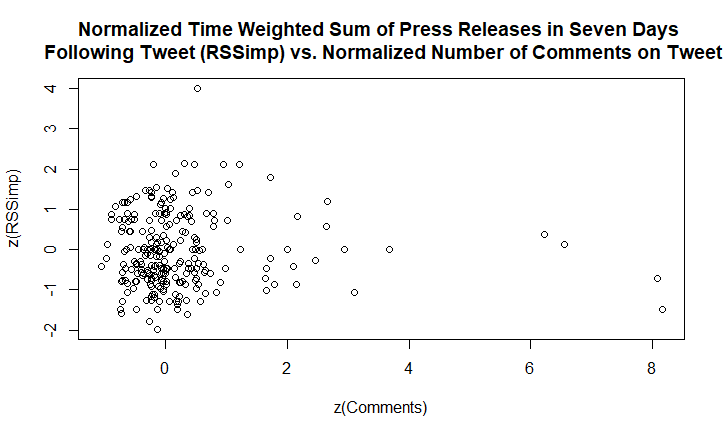 Normalized Time Weighted Sum of Press Releases in Seven Days
Following Tweet (RSSimp) vs. Normalized Number of Comments on Tweet
z(RSSimp)
4
3
2
1
0
-1
-2
0 2 4 6 8
z(Comments)